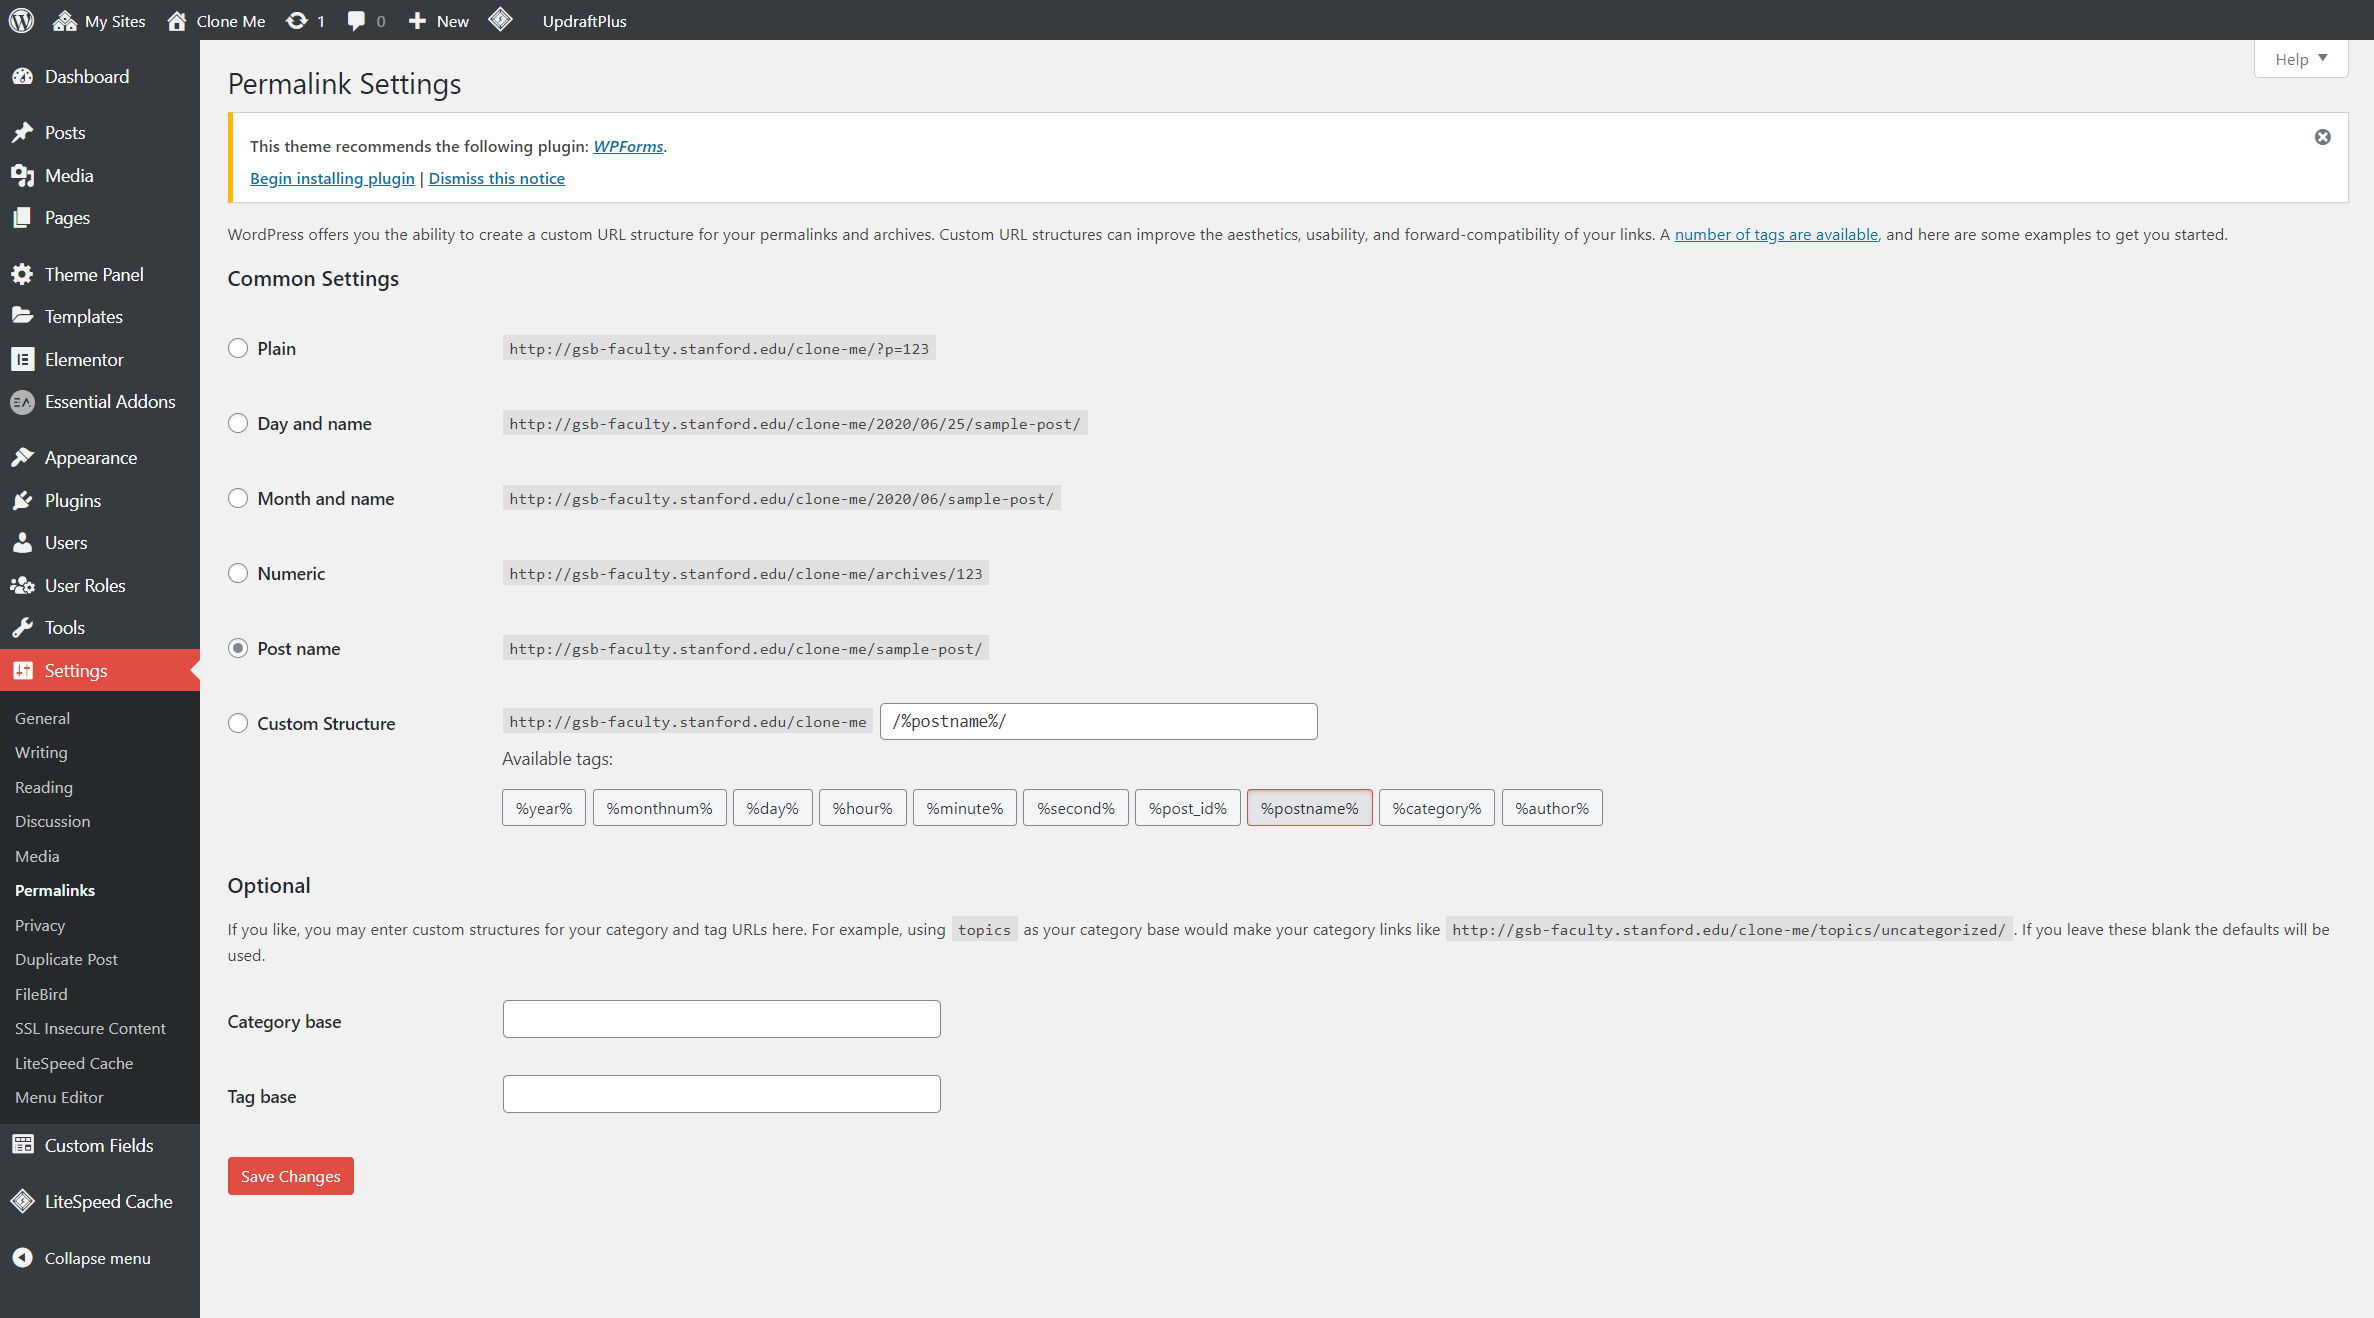 My Sites
Clone Me
1
0
New
UpdraftPlus
Dashboard
Posts
Media
Pages
Theme Panel
Templates
Elementor
Essential Addons
Appearance
Plugins
Users
User Roles
Tools
Settings
General
Writing
Reading
Discussion
Media
Permalinks
Privacy
Duplicate Post
FileBird
SSL Insecure Content
LiteSpeed Cache
Menu Editor
Custom Fields
LiteSpeed Cache
Collapse menu
Help
Permalink Settings
This theme recommends the following plugin: WPForms.
Begin installing plugin | Dismiss this notice
WordPress offers you the ability to create a custom URL structure for your permalinks and archives. Custom URL structures can improve the aesthetics, usability, and forward-compatibility of your links. A number of tags are available, and here are some examples to get you started.
Common Settings
Plain http://gsb-faculty.stanford.edu/clone-me/?p=123
Day and name http://gsb-faculty.stanford.edu/clone-me/2020/06/25/sample-post/
Month and name http://gsb-faculty.stanford.edu/clone-me/2020/06/sample-post/
Numeric http://gsb-faculty.stanford.edu/clone-me/archives/123
Post name http://gsb-faculty.stanford.edu/clone-me/sample-post/
Custom Structure http://gsb-faculty.stanford.edu/clone-me /%postname%/
Available tags:
%year% %monthnum% %day% %hour% %minute% %second% %post_id% %postname% %category% %author%
Optional
If you like, you may enter custom structures for your category and tag URLs here. For example, using topics as your category base would make your category links like http://gsb-faculty.stanford.edu/clone-me/topics/uncategorized/ . If you leave these blank the defaults will be
used.
Category base
Tag base
Save Changes